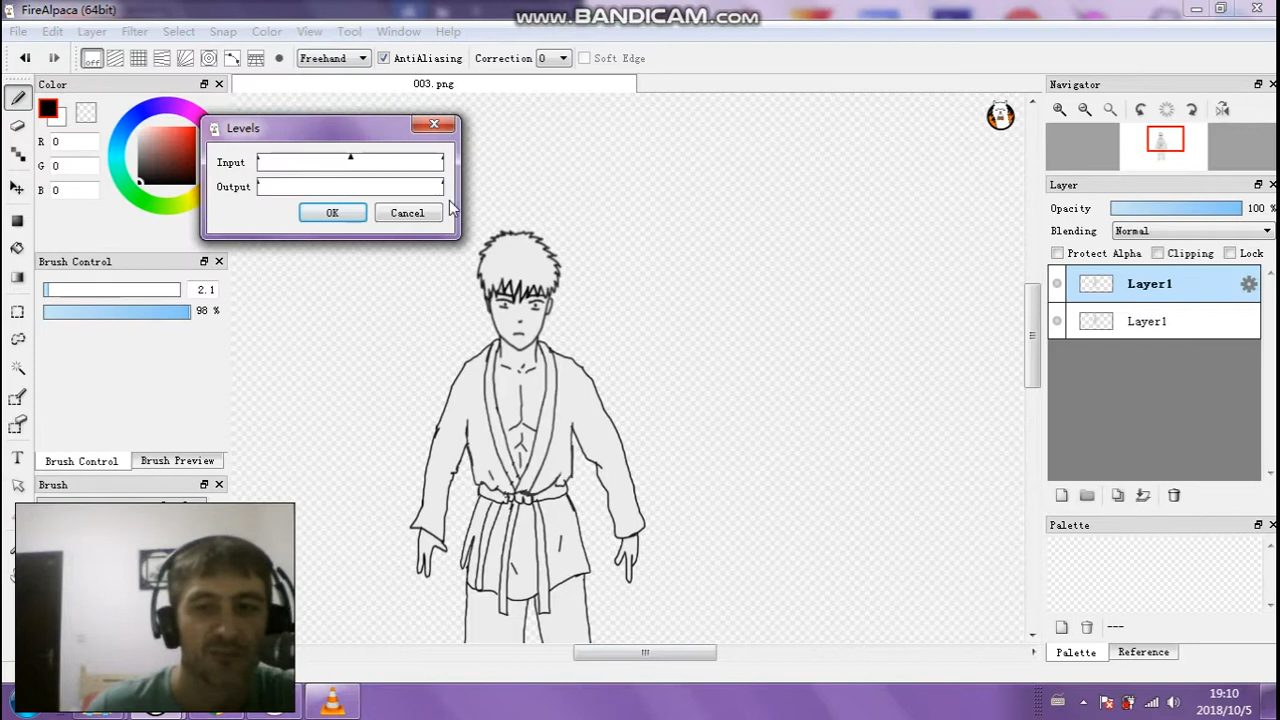 FireAlpaca (64bit)
www.BANDICAM.com
File Edit Layer Filter Select Snap Color View Tool Window Help
off Freehand AntiAliasing Correction 0 Soft Edge
Color
003.png
Navigator
R 0
G 0
B 0
Levels
Input
Output
OK Cancel
Layer
Opacity 100 %
Blending Normal
Protect Alpha Clipping Lock
Layer1
Layer1
Brush Control
2.1
98 %
Brush Control Brush Preview
Brush
Palette
---
Palette Reference
19:10
2018/10/5